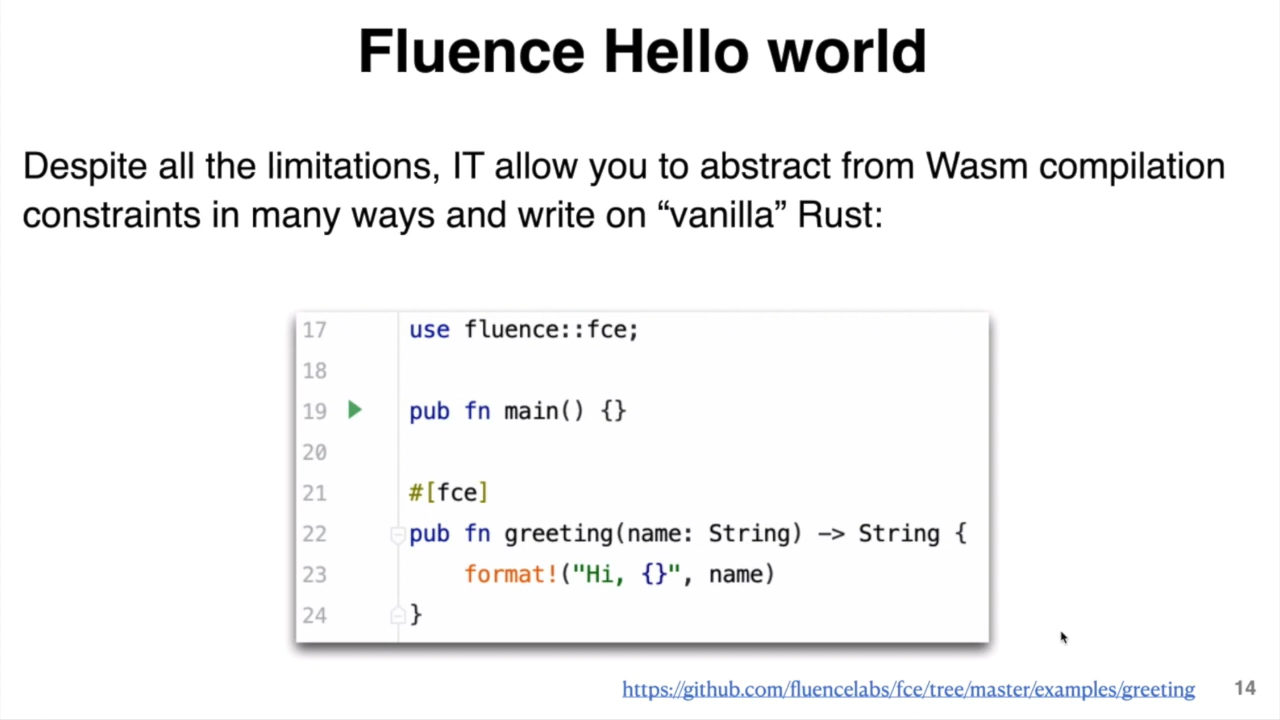 Fluence Hello world
Despite all the limitations, IT allow you to abstract from Wasm compilation
constraints in many ways and write on “vanilla” Rust:
17 use fluence::fce;
18
19 pub fn main() {}
20
21 #[fce]
22 pub fn greeting(name: String) -> String {
23 format!("Hi, {}", name)
24 }
https://github.com/fluencelabs/fce/tree/master/examples/greeting 14